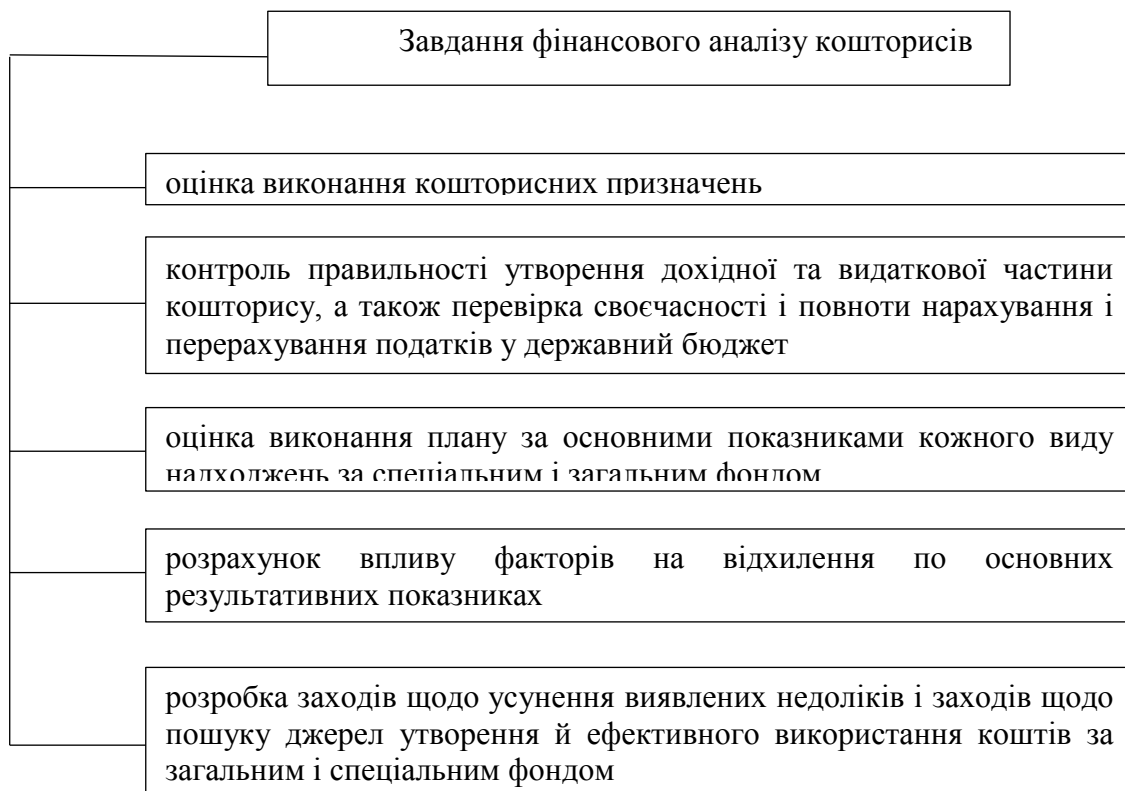 Завдання фінансового аналізу кошторисів
оцінка виконання кошторисних призначень
контроль правильності утворення дохідної та видаткової частини
кошторису, а також перевірка своєчасності і повноти нарахування і
перерахування податків у державний бюджет
оцінка виконання плану за основними показниками кожного виду
надходжень за спеціальним і загальним фондом
розрахунок впливу факторів на відхилення по основних
результативних показниках
розробка заходів щодо усунення виявлених недоліків і заходів щодо
пошуку джерел утворення й ефективного використання коштів за
загальним і спеціальним фондом